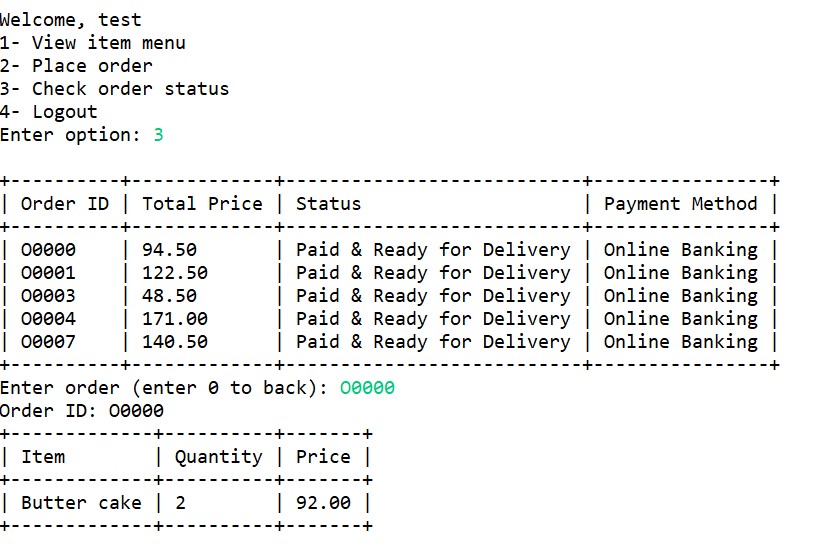 Welcome, test
1- View item menu
2- Place order
3- Check order status
4- Logout
Enter option: 3
+----------+-------------+---------------------------+----------------+
| Order ID | Total Price | Status                    | Payment Method |
+----------+-------------+---------------------------+----------------+
| O0000    | 94.50       | Paid & Ready for Delivery | Online Banking |
| O0001    | 122.50      | Paid & Ready for Delivery | Online Banking |
| O0003    | 48.50       | Paid & Ready for Delivery | Online Banking |
| O0004    | 171.00      | Paid & Ready for Delivery | Online Banking |
| O0007    | 140.50      | Paid & Ready for Delivery | Online Banking |
+----------+-------------+---------------------------+----------------+
Enter order (enter 0 to back): O0000
Order ID: O0000
+-------------+----------+-------+
| Item        | Quantity | Price |
+-------------+----------+-------+
| Butter cake | 2        | 92.00 |
+-------------+----------+-------+